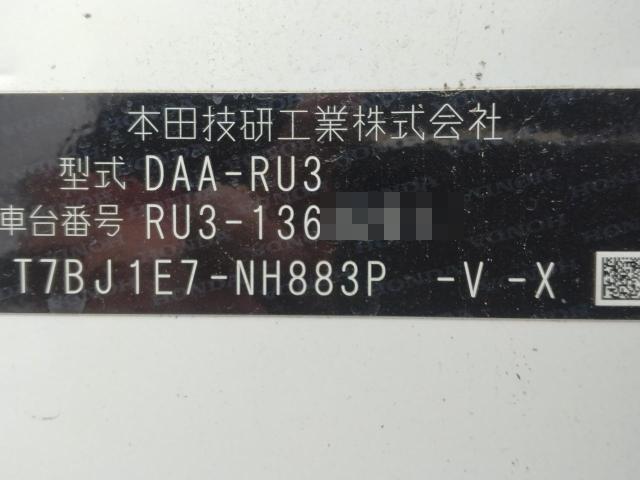 本田技研工業株式会社
型式 DAA-RU3
車台番号 RU3-136
T7BJ1E7-NH883P -V -X